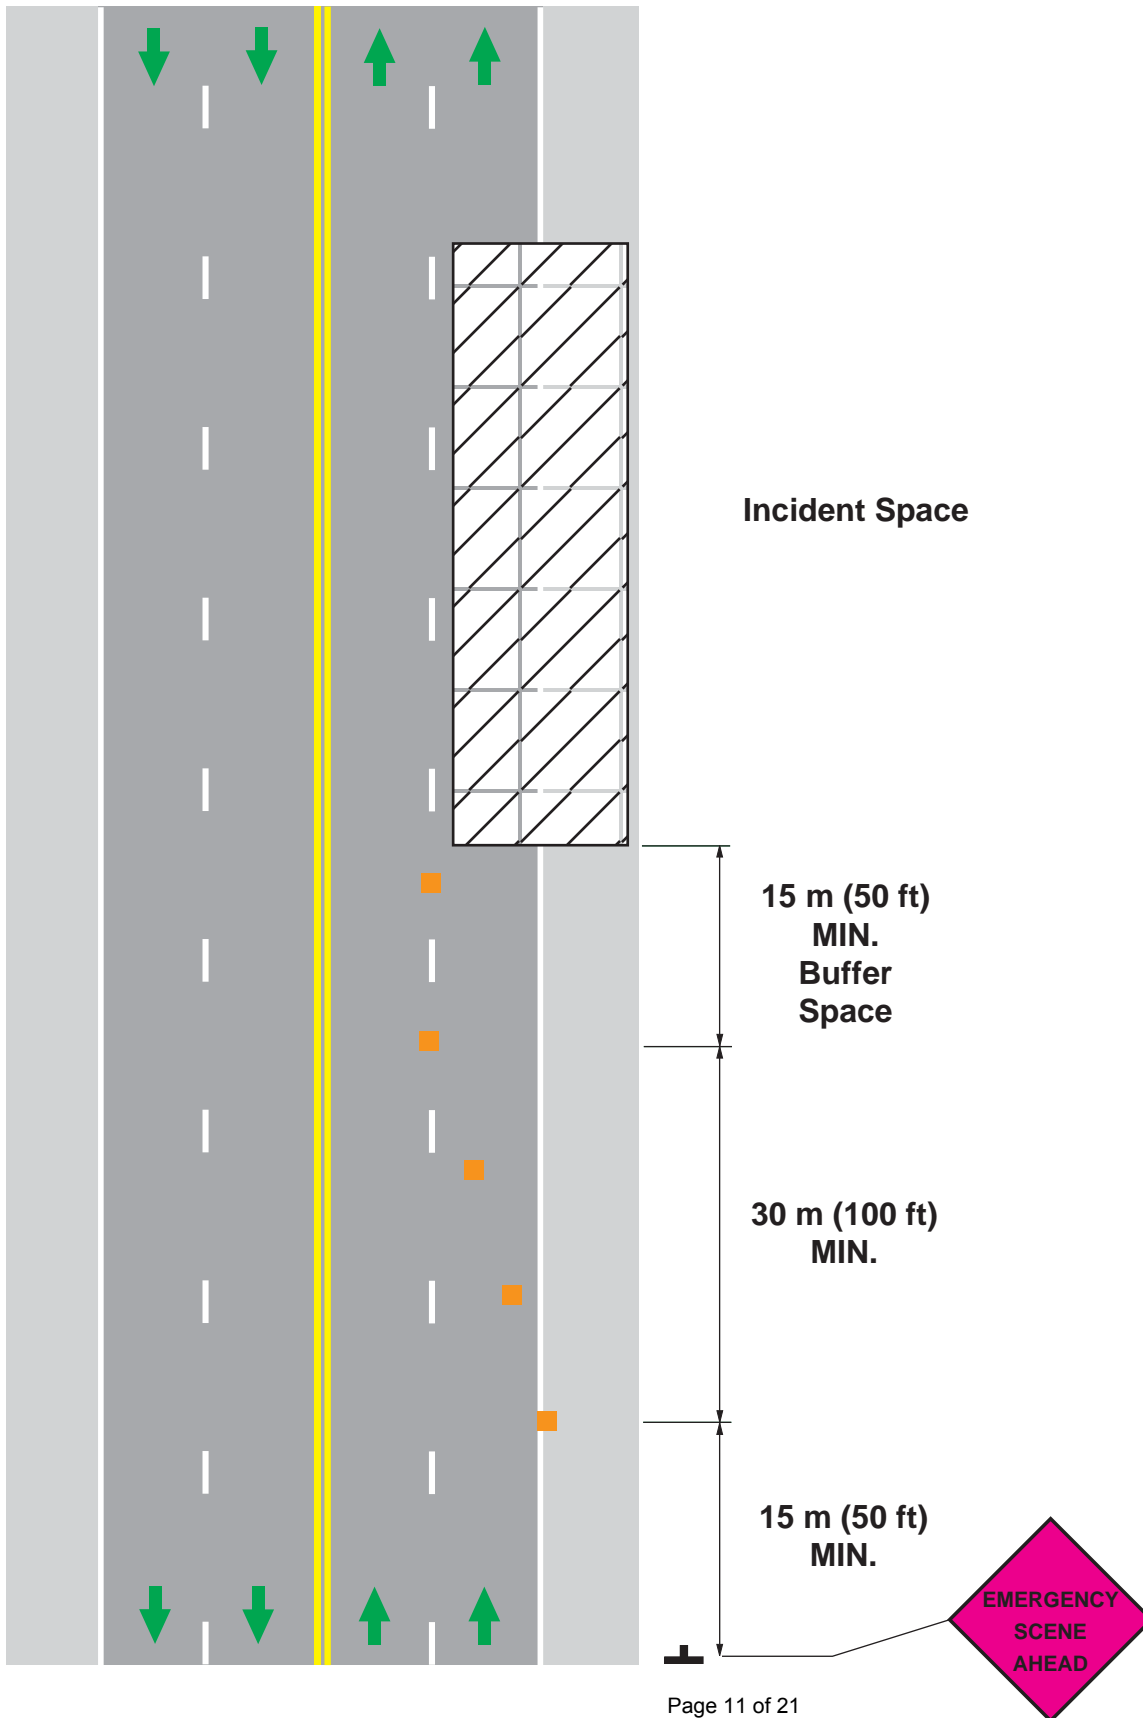 Incident Space
15 m (50 ft)
MIN.
Buffer
Space
30 m (100 ft)
MIN.
15 m (50 ft)
MIN.
EMERGENCY
SCENE
AHEAD
Page 11 of 21